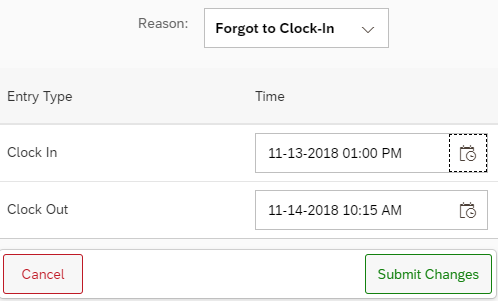 Reason: Forgot to Clock-In
Entry Type Time
Clock In 11-13-2018 01:00 PM
Clock Out 11-14-2018 10:15 AM
Cancel Submit Changes